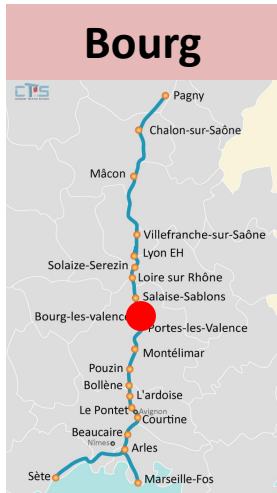 Bourg
CTS
Pagny
Chalon-sur-Saône
Mâcon
Villefranche-sur-Saône
Lyon EH
Solaize-Serezin
Loire sur Rhône
Salaise-Sablons
Bourg-les-valence
Portes-les-Valence
Montélimar
Pouzin
Bollène
L'ardoise
Le Pontet
Avignon
Courtine
Beaucaire
Nîmes
Arles
Sète
Marseille-Fos